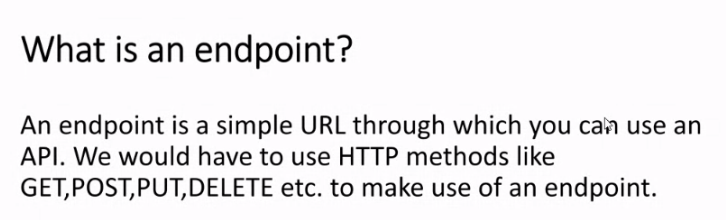 What is an endpoint?
An endpoint is a simple URL through which you can use an
API. We would have to use HTTP methods like
GET,POST,PUT,DELETE etc. to make use of an endpoint.